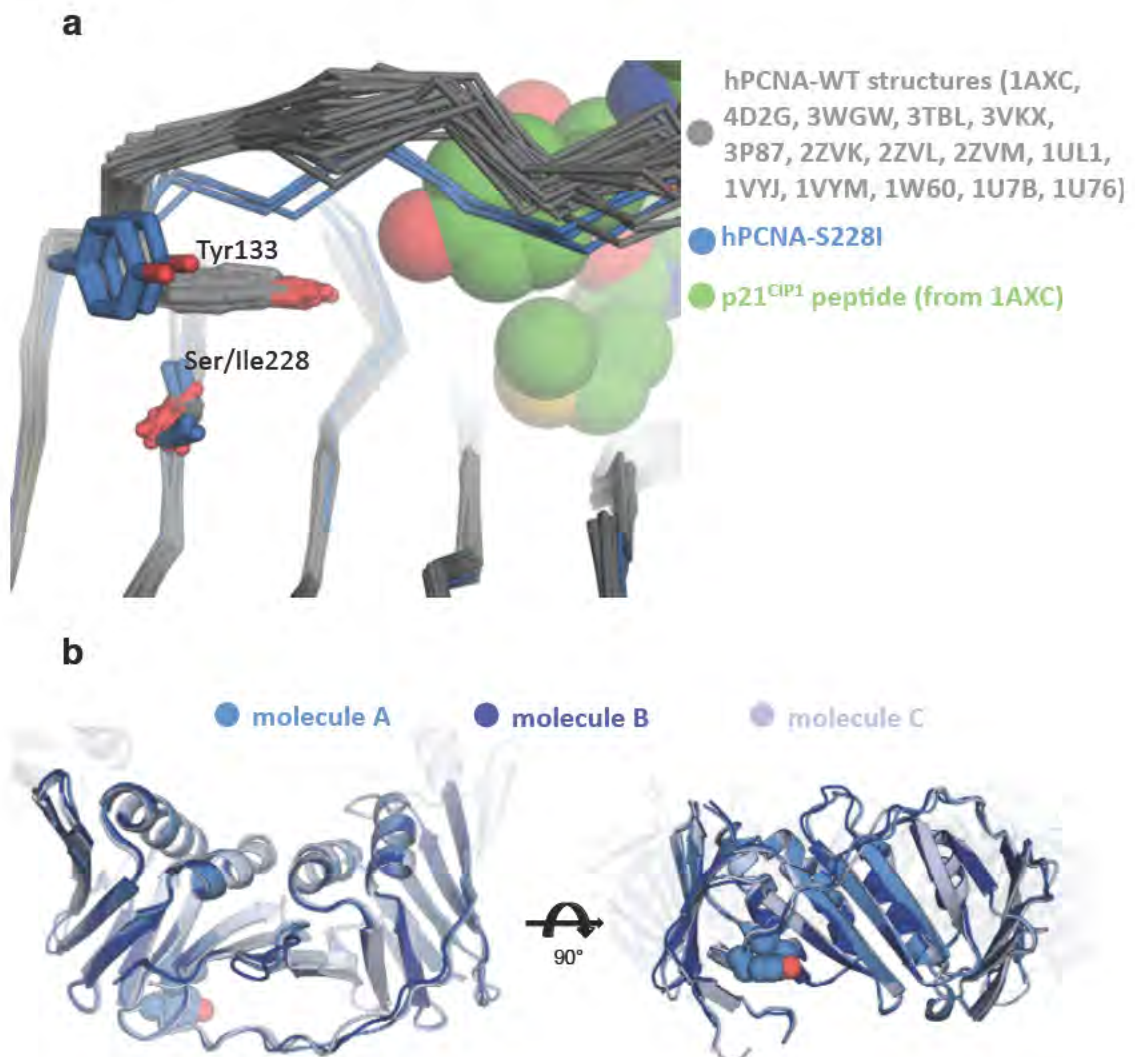 a
hPCNA-WT structures (1AXC,
4D2G, 3WGW, 3TBL, 3VKX,
3P87, 2ZVK, 2ZVL, 2ZVM, 1UL1,
1VYJ, 1VYM, 1W60, 1U7B, 1U76)
hPCNA-S228I
p21CIP1 peptide (from 1AXC)
Tyr133
Ser/Ile228
b
molecule A
molecule B
molecule C
90°